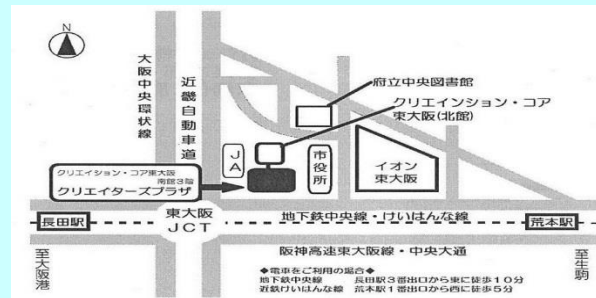 N
大阪中央環状線
近畿自動車道
府立中央図書館
クリエインション・コア
東大阪(北館)
JA
市役所
イオン
東大阪
クリエイション・コア東大阪
南館3階
クリエイターズプラザ
長田駅
東大阪
JCT
地下鉄中央線・けいはんな線
荒本駅
至大阪港
阪神高速東大阪線・中央大通
至生駒
◆電車をご利用の場合◆
地下鉄中央線 長田駅3番出口から東に徒歩10分
近鉄けいはんな線 荒本駅1番出口から西に徒歩5分